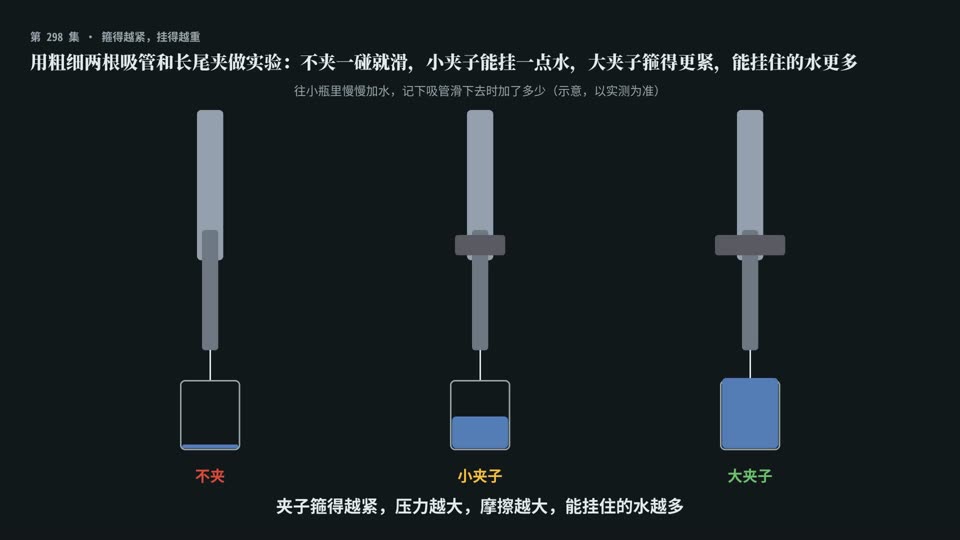 第 298 集 · 箍得越紧，挂得越重
用粗细两根吸管和长尾夹做实验：不夹一碰就滑，小夹子能挂一点水，大夹子箍得更紧，能挂住的水更多
往小瓶里慢慢加水，记下吸管滑下去时加了多少（示意，以实测为准）
不夹
小夹子
大夹子
夹子箍得越紧，压力越大，摩擦越大，能挂住的水越多